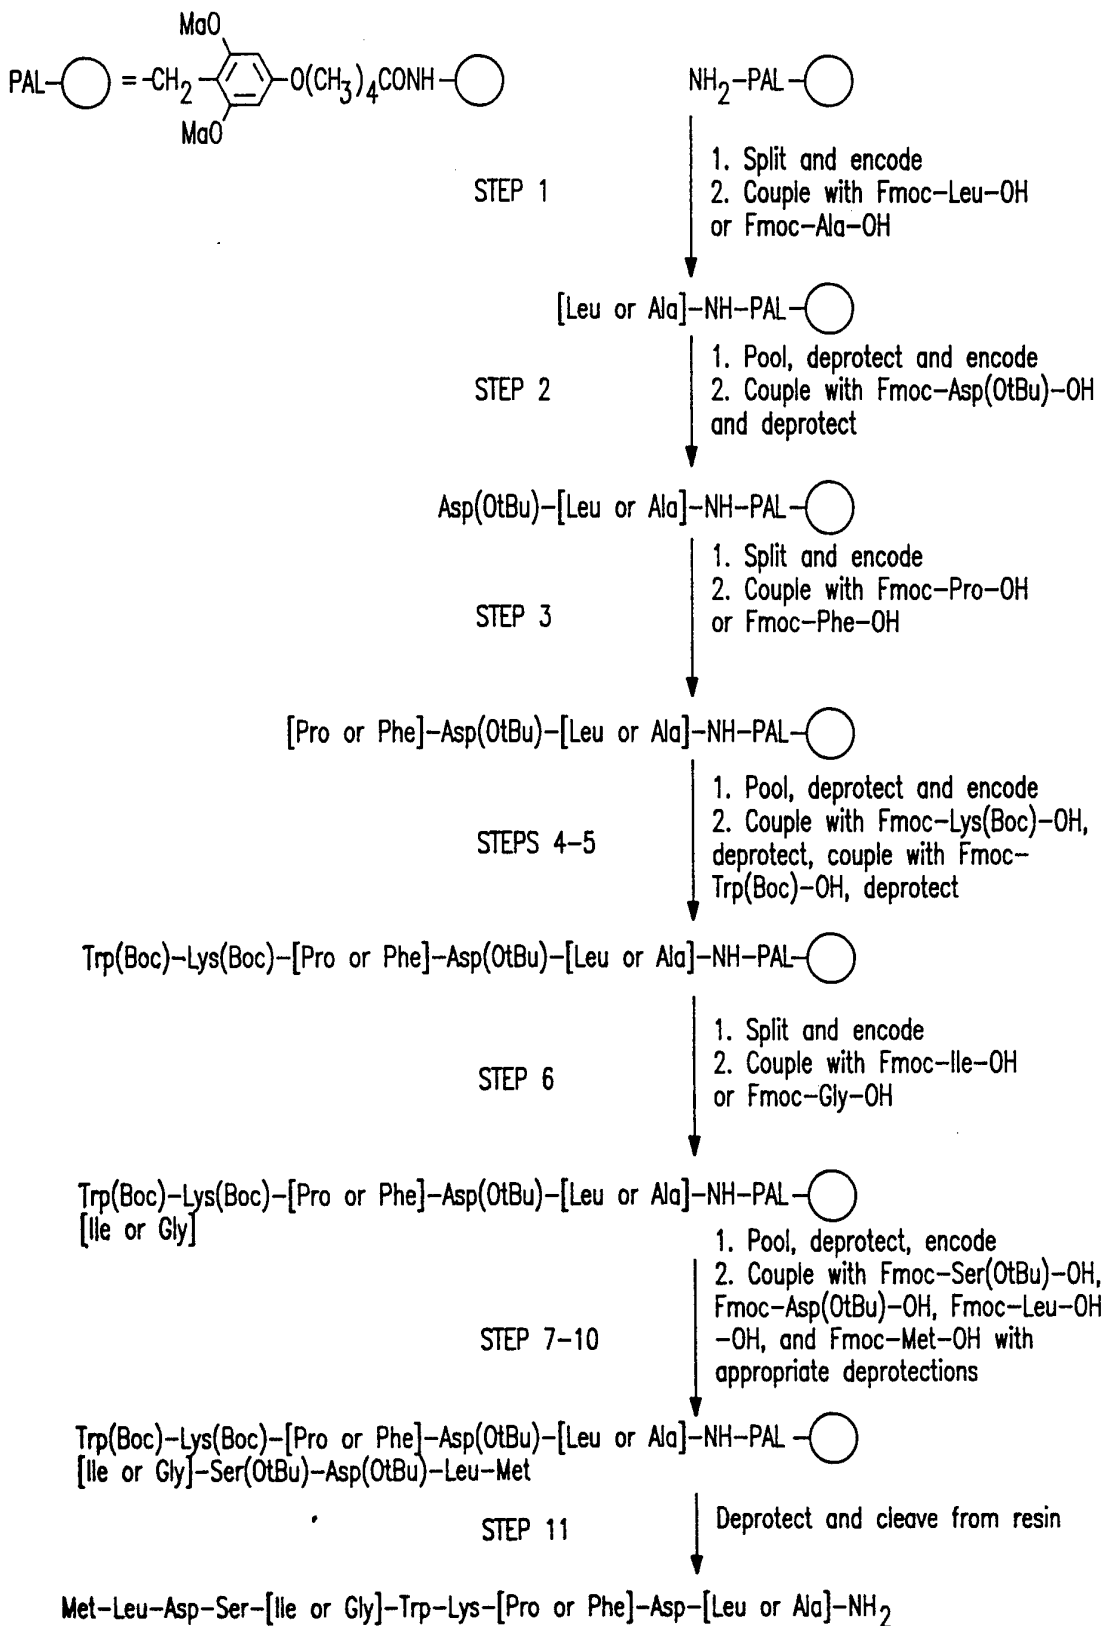 MaO
PAL-◯ = -CH2-O(CH3)4CONH-◯
MaO
NH2-PAL-◯
STEP 1
1. Split and encode
2. Couple with Fmoc-Leu-OH
or Fmoc-Ala-OH
[Leu or Ala]-NH-PAL-◯
STEP 2
1. Pool, deprotect and encode
2. Couple with Fmoc-Asp(OtBu)-OH
and deprotect
Asp(OtBu)-[Leu or Ala]-NH-PAL-◯
STEP 3
1. Split and encode
2. Couple with Fmoc-Pro-OH
or Fmoc-Phe-OH
[Pro or Phe]-Asp(OtBu)-[Leu or Ala]-NH-PAL-◯
STEPS 4-5
1. Pool, deprotect and encode
2. Couple with Fmoc-Lys(Boc)-OH,
deprotect, couple with Fmoc-
Trp(Boc)-OH, deprotect
Trp(Boc)-Lys(Boc)-[Pro or Phe]-Asp(OtBu)-[Leu or Ala]-NH-PAL-◯
STEP 6
1. Split and encode
2. Couple with Fmoc-Ile-OH
or Fmoc-Gly-OH
Trp(Boc)-Lys(Boc)-[Pro or Phe]-Asp(OtBu)-[Leu or Ala]-NH-PAL-◯
[Ile or Gly]
STEP 7-10
1. Pool, deprotect, encode
2. Couple with Fmoc-Ser(OtBu)-OH,
Fmoc-Asp(OtBu)-OH, Fmoc-Leu-OH
-OH, and Fmoc-Met-OH with
appropriate deprotections
Trp(Boc)-Lys(Boc)-[Pro or Phe]-Asp(OtBu)-[Leu or Ala]-NH-PAL-◯
[Ile or Gly]-Ser(OtBu)-Asp(OtBu)-Leu-Met
STEP 11
Deprotect and cleave from resin
Met-Leu-Asp-Ser-[Ile or Gly]-Trp-Lys-[Pro or Phe]-Asp-[Leu or Ala]-NH2